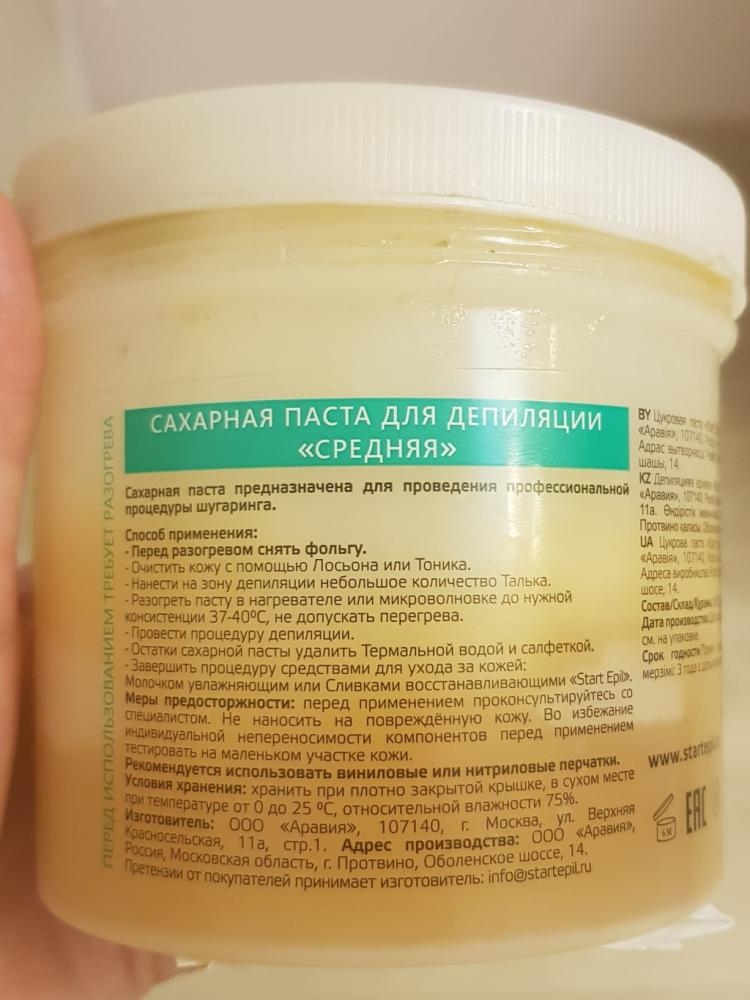 САХАРНАЯ ПАСТА ДЛЯ ДЕПИЛЯЦИИ
«СРЕДНЯЯ»
ПЕРЕД ИСПОЛЬЗОВАНИЕМ ТРЕБУЕТ РАЗОГРЕВА
Сахарная паста предназначена для проведения профессиональной
процедуры шугаринга.
Способ применения:
- Перед разогревом снять фольгу.
- Очистить кожу с помощью Лосьона или Тоника.
- Нанести на зону депиляции небольшое количество Талька.
- Разогреть пасту в нагревателе или микроволновке до нужной
консистенции 37-40ºС, не допускать перегрева.
- Провести процедуру депиляции.
- Остатки сахарной пасты удалить Термальной водой и салфеткой.
- Завершить процедуру средствами для ухода за кожей:
Молочком увлажняющим или Сливками восстанавливающими «Start Epil».
Меры предосторожности: перед применением проконсультируйтесь со
специалистом. Не наносить на повреждённую кожу. Во избежание
индивидуальной непереносимости компонентов перед применением
тестировать на маленьком участке кожи.
Рекомендуется использовать виниловые или нитриловые перчатки.
Условия хранения: хранить при плотно закрытой крышке, в сухом месте
при температуре от 0 до 25 ºС, относительной влажности 75%.
Изготовитель: ООО «Аравия», 107140, г. Москва, ул. Верхняя
Красносельская, 11а, стр.1. Адрес производства: ООО «Аравия»,
Россия, Московская область, г. Протвино, Оболенское шоссе, 14.
Претензии от покупателей принимает изготовитель: info@startepil.ru
BY Цукровая паста
«Аравія», 107140,
Адрас вытворчасці
шашы, 14.
KZ Депиляцияға
«Аравия», 107140,
11а. Өндірістік
Протвино қаласы,
UA Цукрова паста
«Аравія», 107140,
Адреса виробництва
шосе, 14.
Состав/Склад/Құрамы:
Дата производства
см. на упаковке.
Срок годности/
мерзімі: 3 года с
www.startepil
6 M
EAC